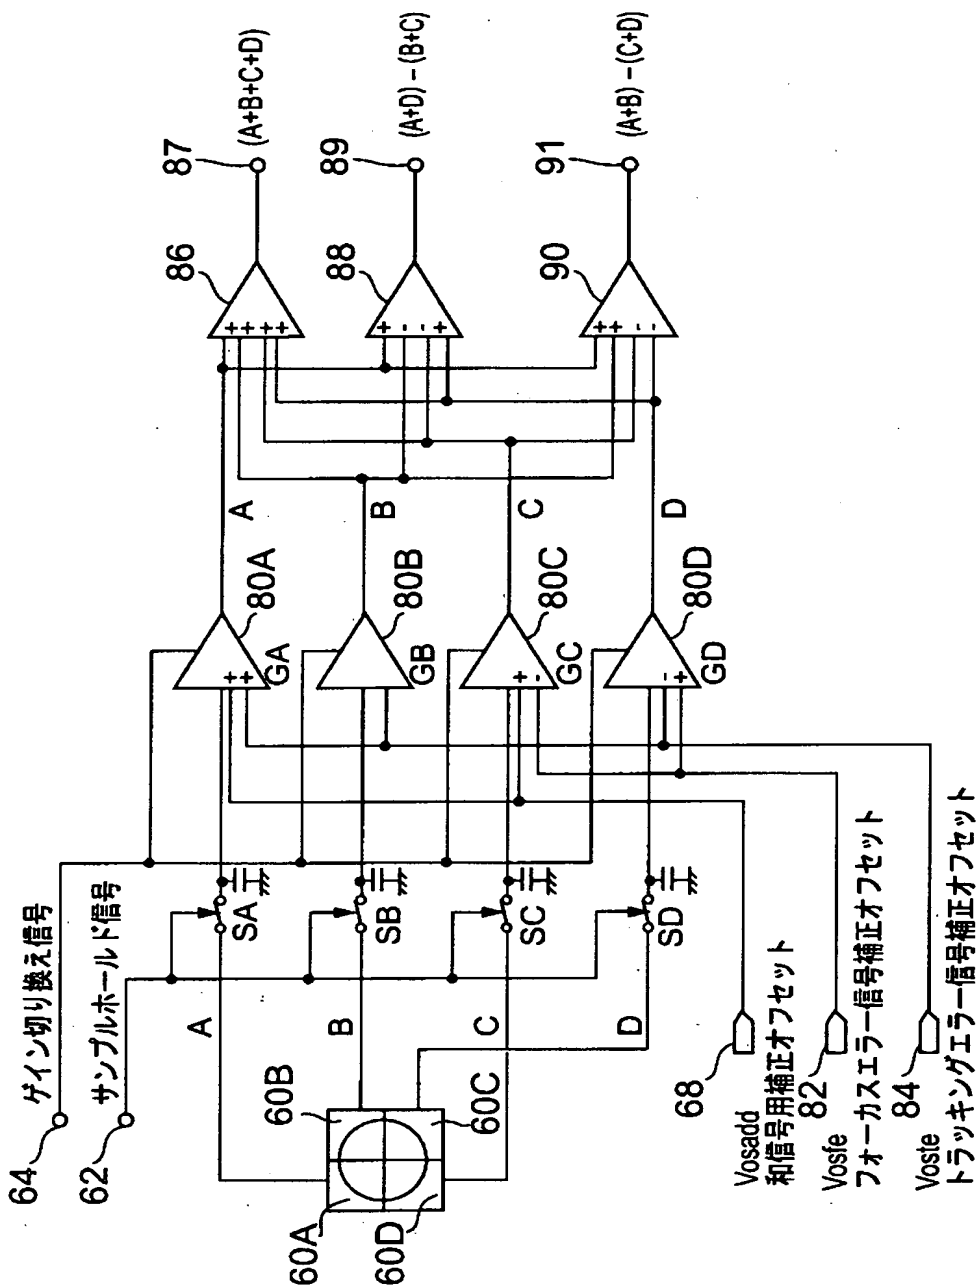 64
ゲイン切り換え信号
62
サンプルホールド信号
60A
60B
60C
60D
A
B
C
D
SA
SB
SC
SD
68
Vosadd
和信号用補正オフセット
82
Vosfe
フォーカスエラー信号補正オフセット
84
Voste
トラッキングエラー信号補正オフセット
+
+
GA
80A
GB
80B
+
-
GC
80C
-
+
GD
80D
A
B
C
D
+
+
+
+
86
87
(A+B+C+D)
+
-
-
+
88
89
(A+D) – (B+C)
+
+
-
-
90
91
(A+B) – (C+D)